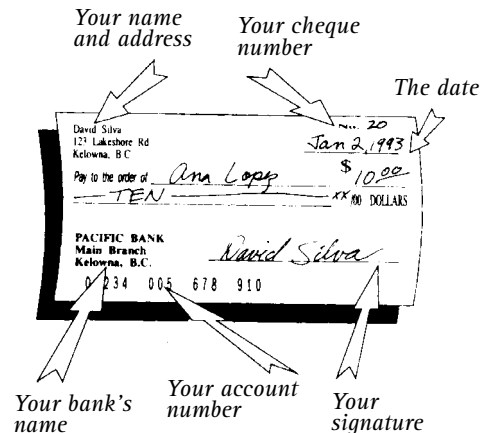 Your name
and address
Your cheque
number
The date
No. 20
David Silva
123 Lakeshore Rd
Kelowna, B.C
Jan 2, 1993
Pay to the order of Ana Lopez
$ 10.00
TEN xx/00 DOLLARS
PACIFIC BANK
Main Branch
Kelowna, B.C.
David Silva
234 005 678 910
Your bank's
name
Your account
number
Your
signature